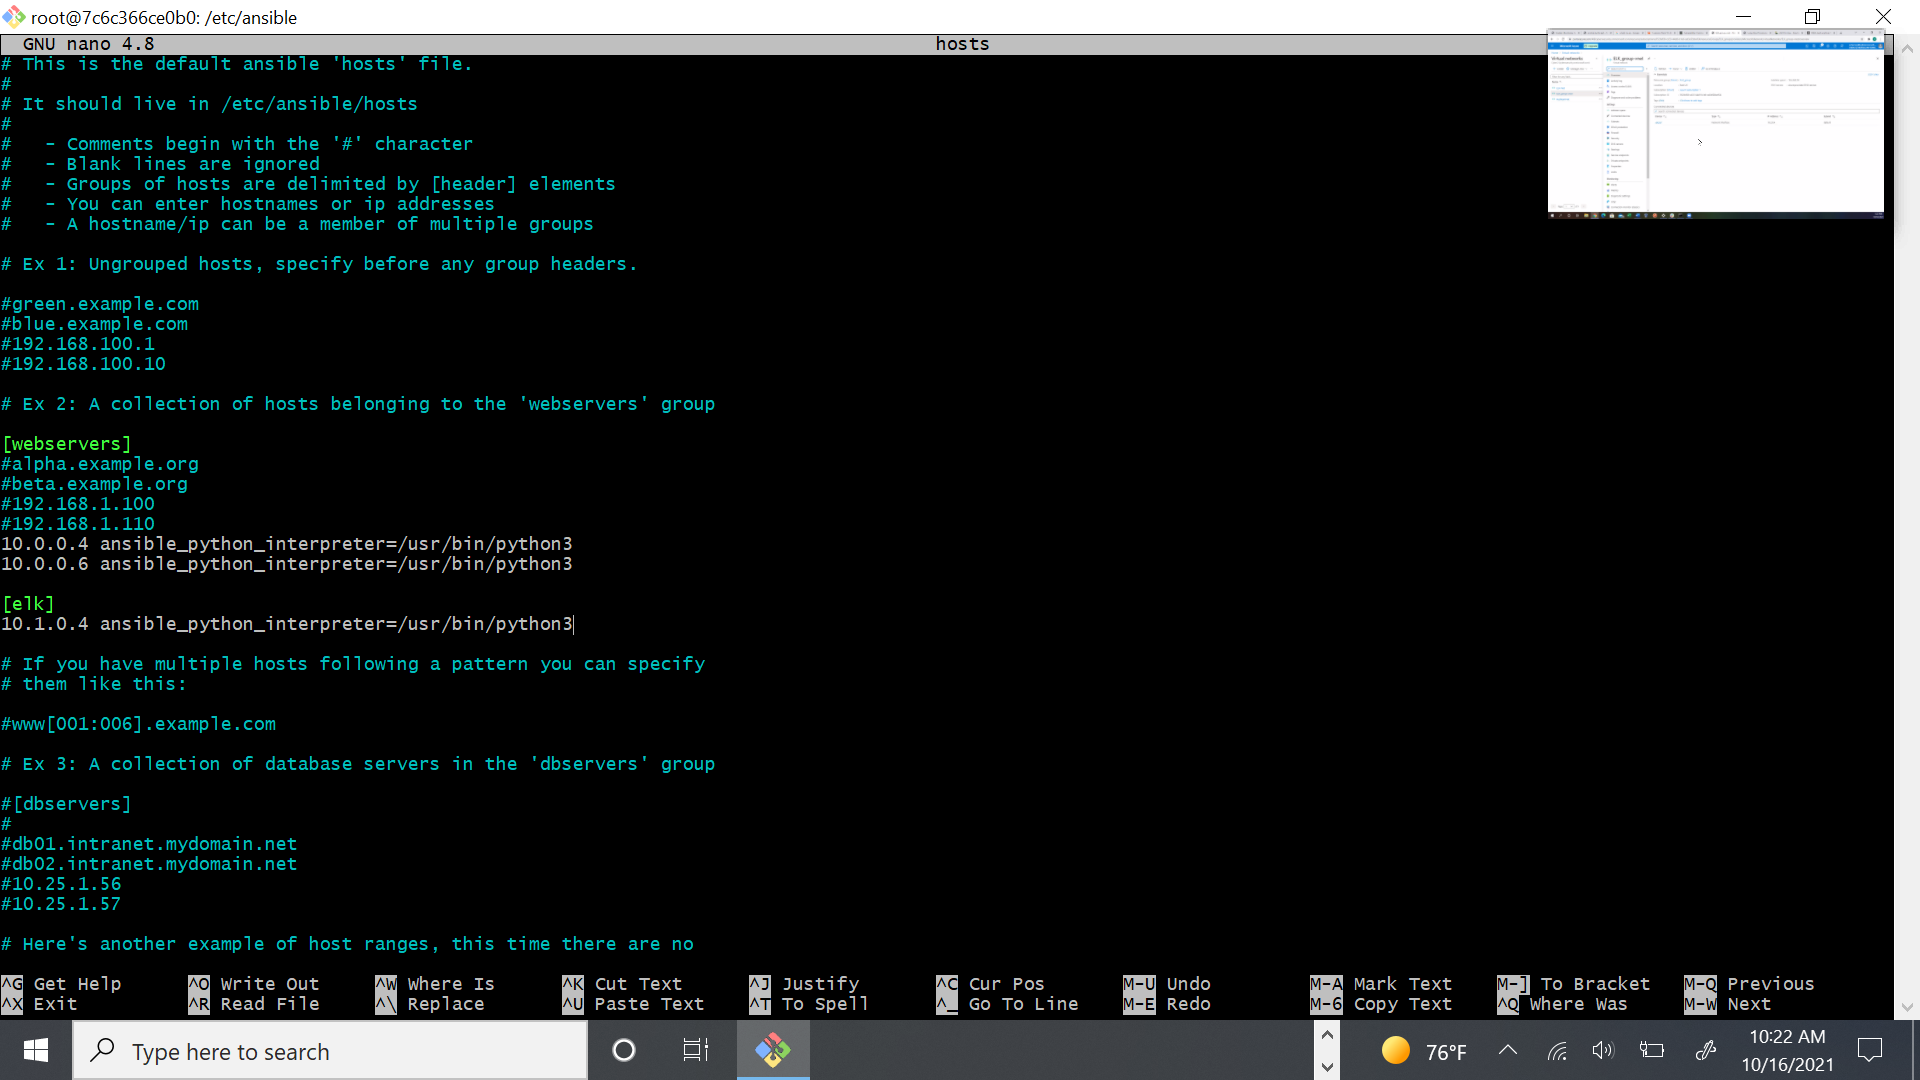 root@7c6c366ce0b0: /etc/ansible
GNU nano 4.8 hosts
# This is the default ansible 'hosts' file.
#
# It should live in /etc/ansible/hosts
#
#   - Comments begin with the '#' character
#   - Blank lines are ignored
#   - Groups of hosts are delimited by [header] elements
#   - You can enter hostnames or ip addresses
#   - A hostname/ip can be a member of multiple groups
# Ex 1: Ungrouped hosts, specify before any group headers.
#green.example.com
#blue.example.com
#192.168.100.1
#192.168.100.10
# Ex 2: A collection of hosts belonging to the 'webservers' group
[webservers]
#alpha.example.org
#beta.example.org
#192.168.1.100
#192.168.1.110
10.0.0.4 ansible_python_interpreter=/usr/bin/python3
10.0.0.6 ansible_python_interpreter=/usr/bin/python3
[elk]
10.1.0.4 ansible_python_interpreter=/usr/bin/python3
# If you have multiple hosts following a pattern you can specify
# them like this:
#www[001:006].example.com
# Ex 3: A collection of database servers in the 'dbservers' group
#[dbservers]
#
#db01.intranet.mydomain.net
#db02.intranet.mydomain.net
#10.25.1.56
#10.25.1.57
# Here's another example of host ranges, this time there are no
^G Get Help ^O Write Out ^W Where Is ^K Cut Text ^J Justify ^C Cur Pos M-U Undo M-A Mark Text M-] To Bracket M-Q Previous
^X Exit ^R Read File ^\ Replace ^U Paste Text ^T To Spell ^_ Go To Line M-E Redo M-6 Copy Text ^Q Where Was M-W Next
Type here to search
76°F
10:22 AM
10/16/2021